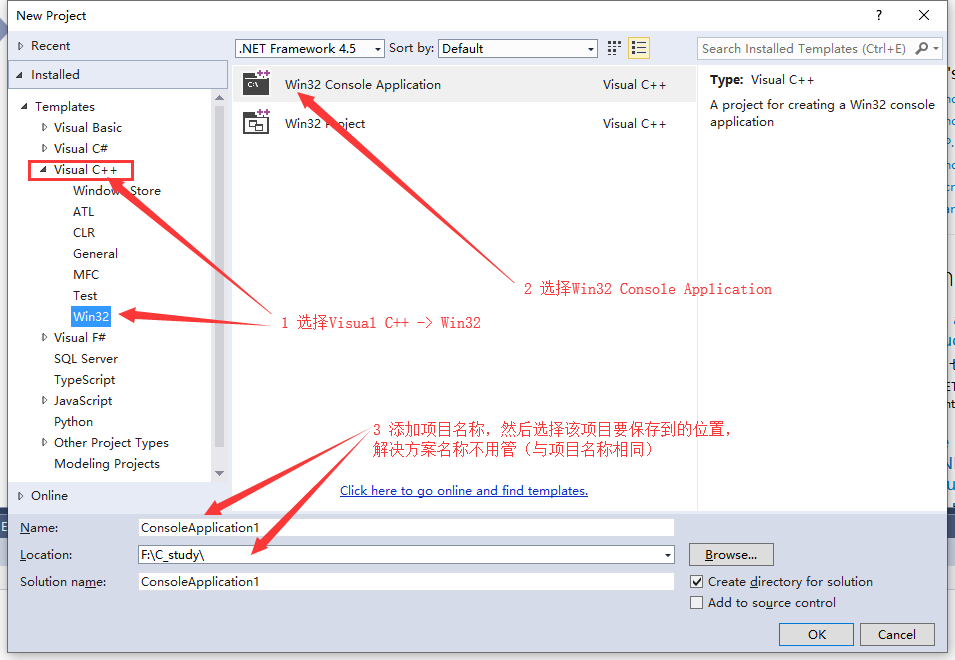 New Project
?
Recent
Installed
.NET Framework 4.5
Sort by:
Default
Search Installed Templates (Ctrl+E)
Templates
Visual Basic
Visual C#
Visual C++
Windows Store
ATL
CLR
General
MFC
Test
Win32
Visual F#
SQL Server
TypeScript
JavaScript
Python
Other Project Types
Modeling Projects
Online
Win32 Console Application
Visual C++
Win32 Project
Visual C++
Type: Visual C++
A project for creating a Win32 console
application
2 选择Win32 Console Application
1 选择Visual C++ -> Win32
3 添加项目名称，然后选择该项目要保存到的位置，
解决方案名称不用管（与项目名称相同）
Click here to go online and find templates.
Name:
ConsoleApplication1
Location:
F:\C_study\
Browse...
Solution name:
ConsoleApplication1
Create directory for solution
Add to source control
OK
Cancel